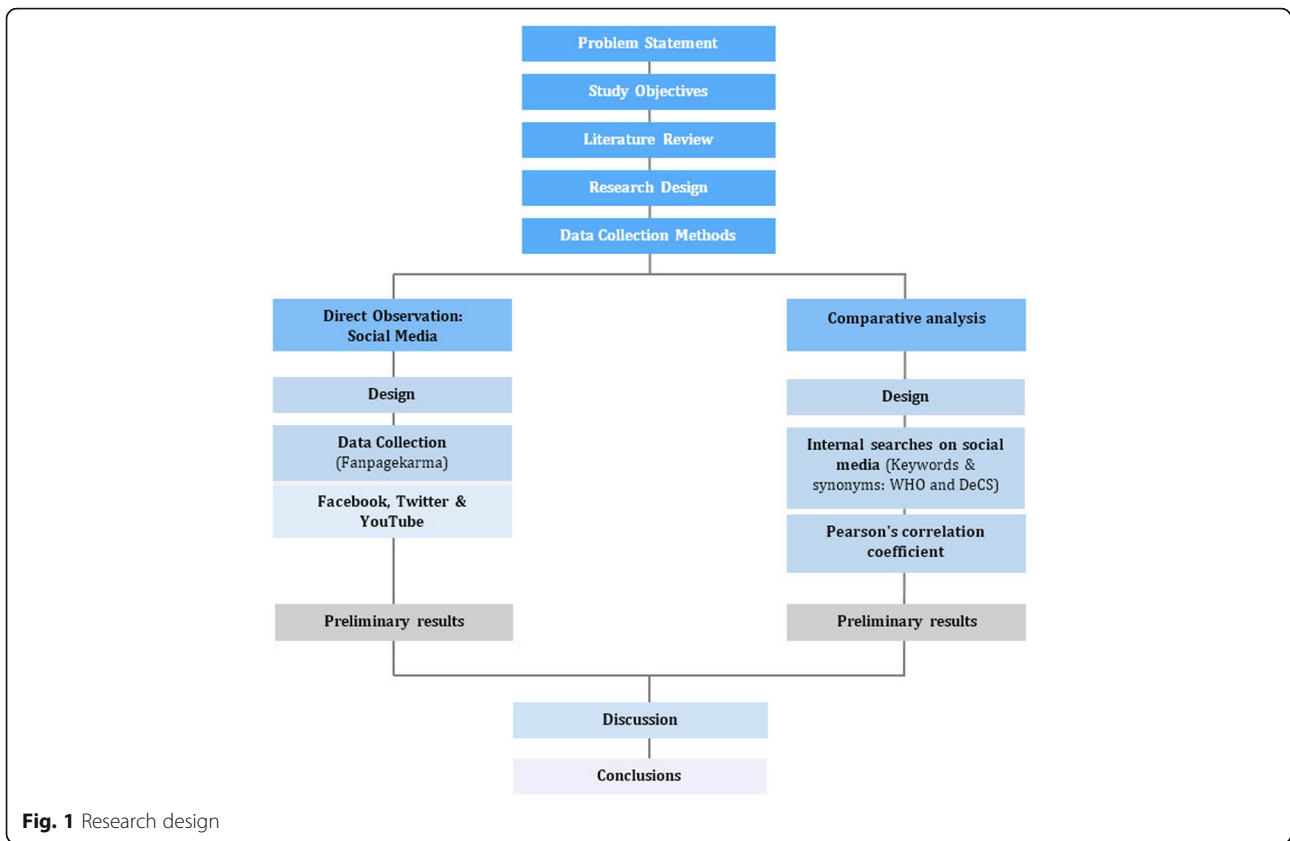 Problem Statement
Study Objectives
Literature Review
Research Design
Data Collection Methods
Direct Observation:
Social Media
Design
Data Collection
(Fanpagekarma)
Facebook, Twitter &
YouTube
Preliminary results
Comparative analysis
Design
Internal searches on social
media (Keywords &
synonyms: WHO and DeCS)
Pearson's correlation
coefficient
Preliminary results
Discussion
Conclusions
Fig. 1 Research design